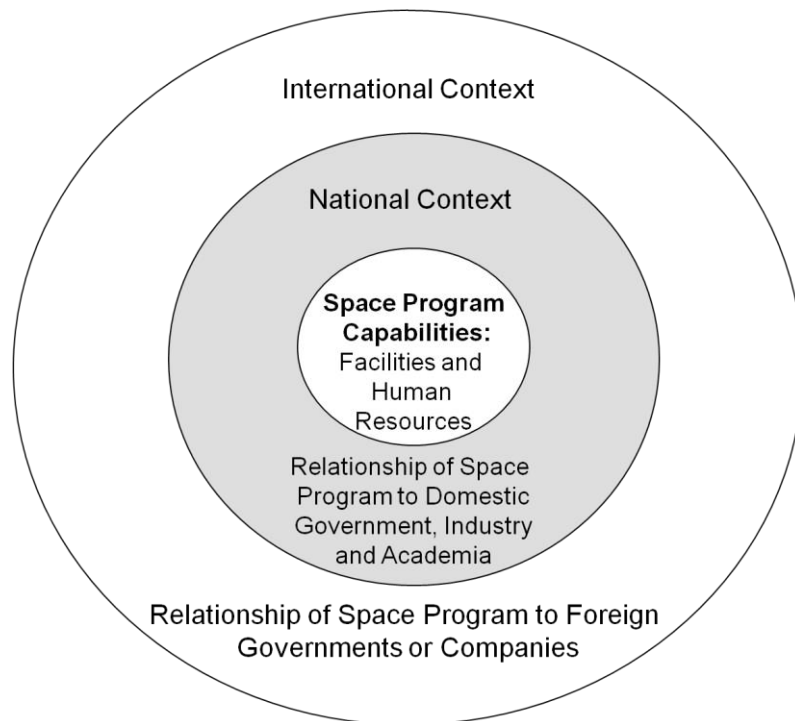 International Context
National Context
Space Program
Capabilities:
Facilities and
Human
Resources
Relationship of Space
Program to Domestic
Government, Industry
and Academia
Relationship of Space Program to Foreign
Governments or Companies